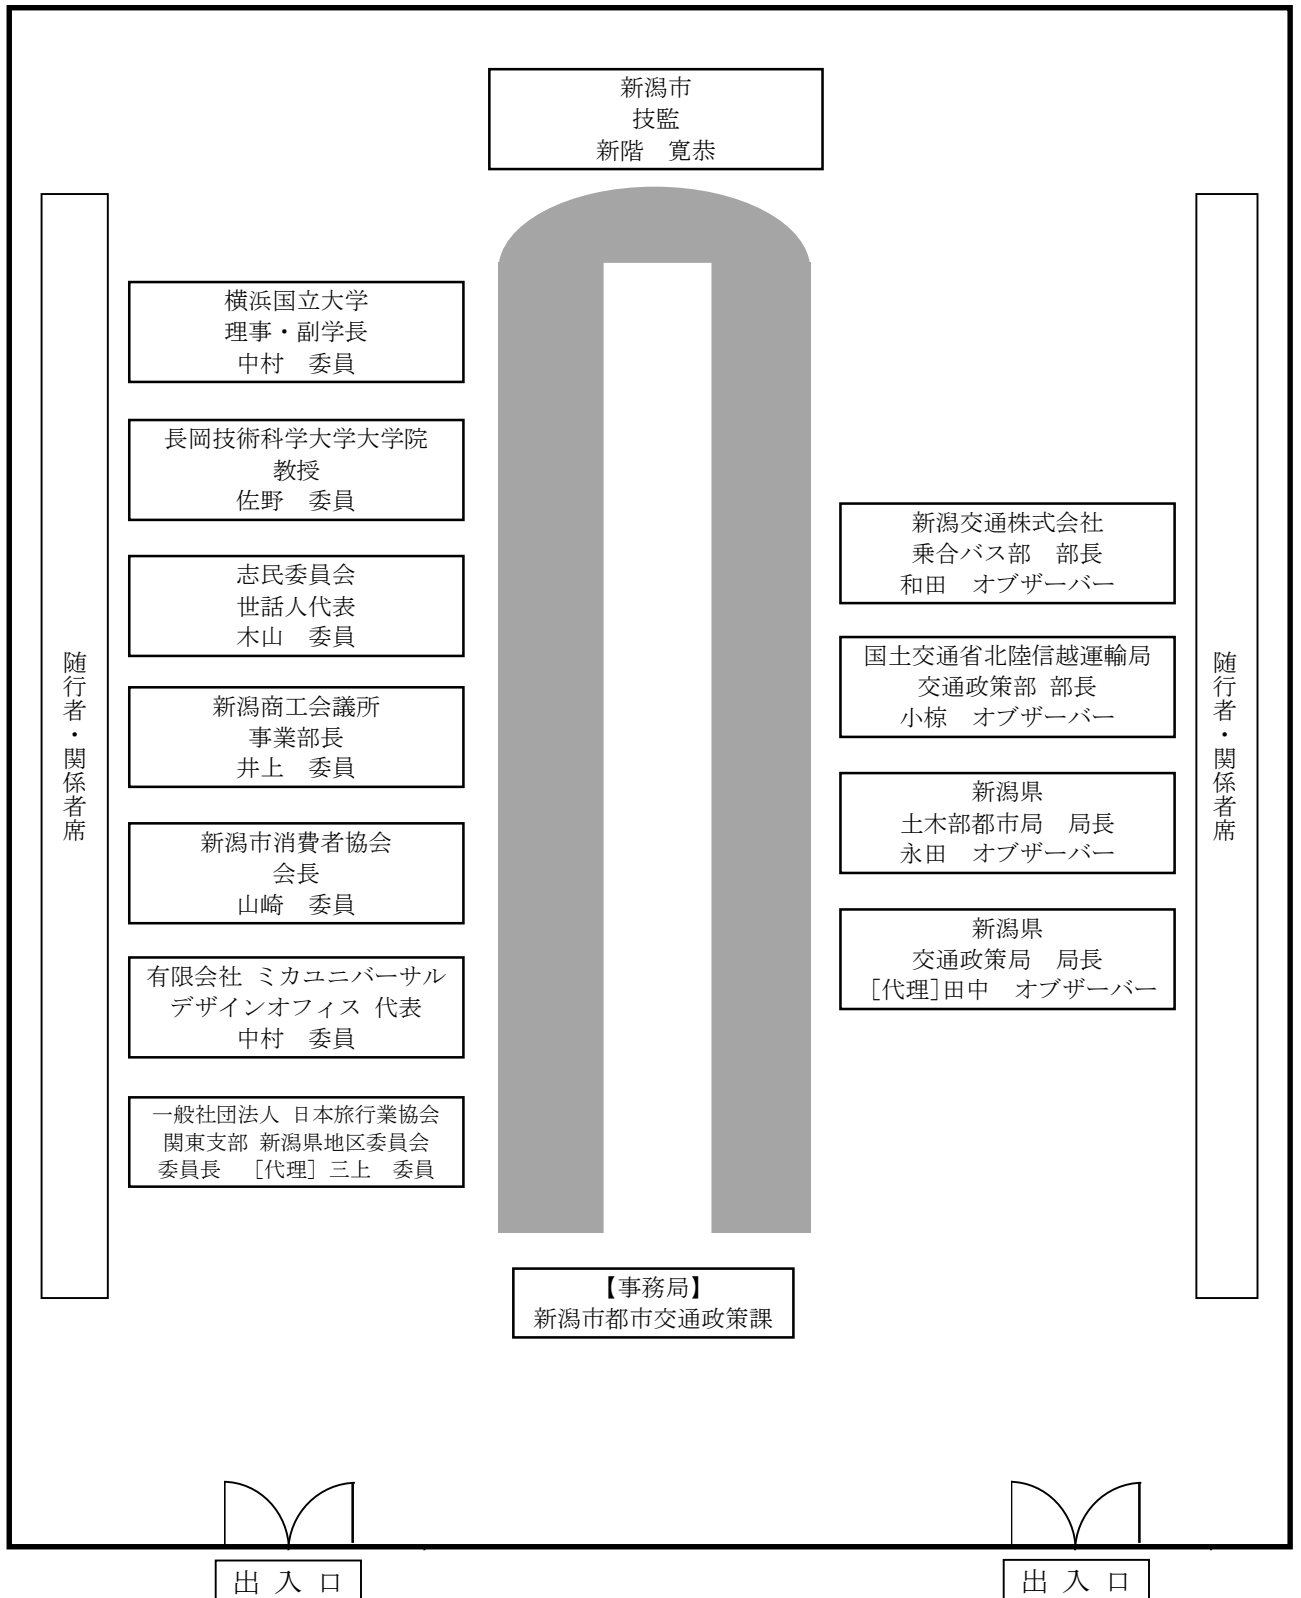 新潟市
技監
新階　寛恭
横浜国立大学
理事・副学長
中村　委員
長岡技術科学大学大学院
教授
佐野　委員
志民委員会
世話人代表
木山　委員
新潟商工会議所
事業部長
井上　委員
新潟市消費者協会
会長
山崎　委員
有限会社 ミカユニバーサル
デザインオフィス 代表
中村　委員
一般社団法人 日本旅行業協会
関東支部 新潟県地区委員会
委員長　［代理］三上　委員
新潟交通株式会社
乗合バス部　部長
和田　オブザーバー
国土交通省北陸信越運輸局
交通政策部 部長
小椋　オブザーバー
新潟県
土木部都市局　局長
永田　オブザーバー
新潟県
交通政策局　局長
［代理］田中　オブザーバー
随行者・関係者席
随行者・関係者席
【事務局】
新潟市都市交通政策課
出 入 口
出 入 口